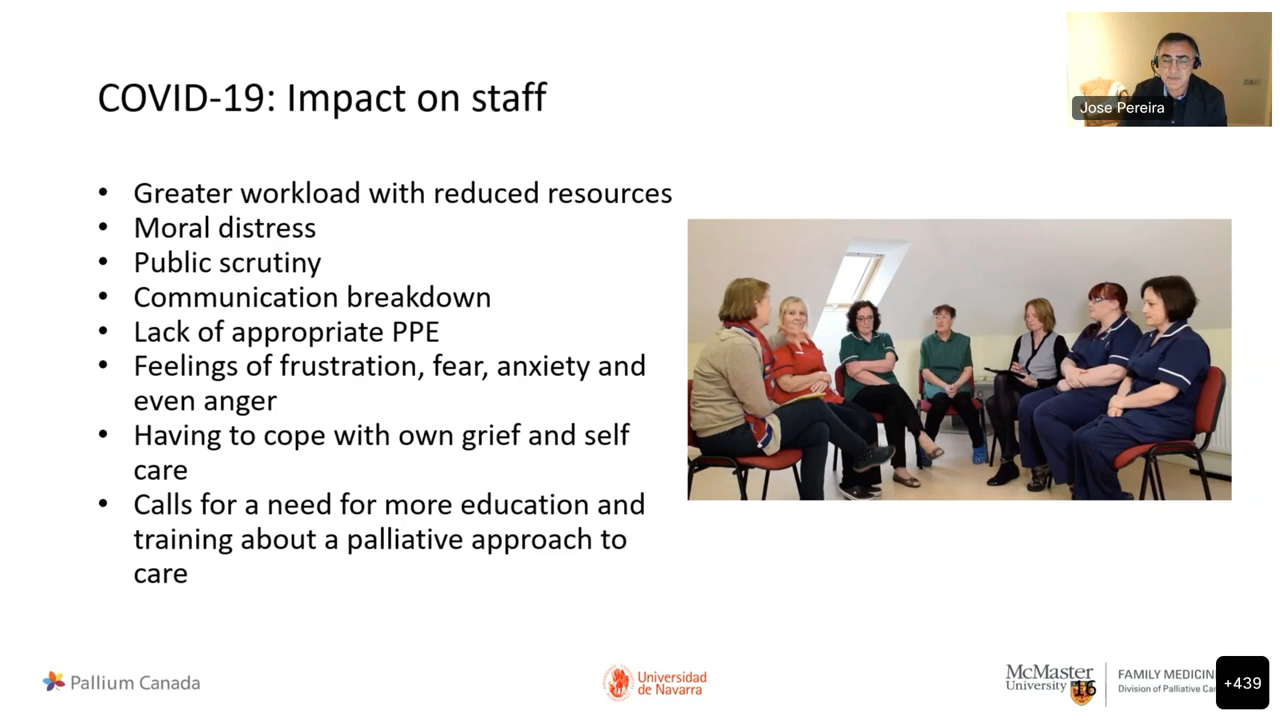 COVID-19: Impact on staff
Jose Pereira
• Greater workload with reduced resources
• Moral distress
• Public scrutiny
• Communication breakdown
• Lack of appropriate PPE
• Feelings of frustration, fear, anxiety and
even anger
• Having to cope with own grief and self
care
• Calls for a need for more education and
training about a palliative approach to
care
Pallium Canada
Universidad
de Navarra
McMaster
University
16
FAMILY MEDICIN
Division of Palliative Ca
+439